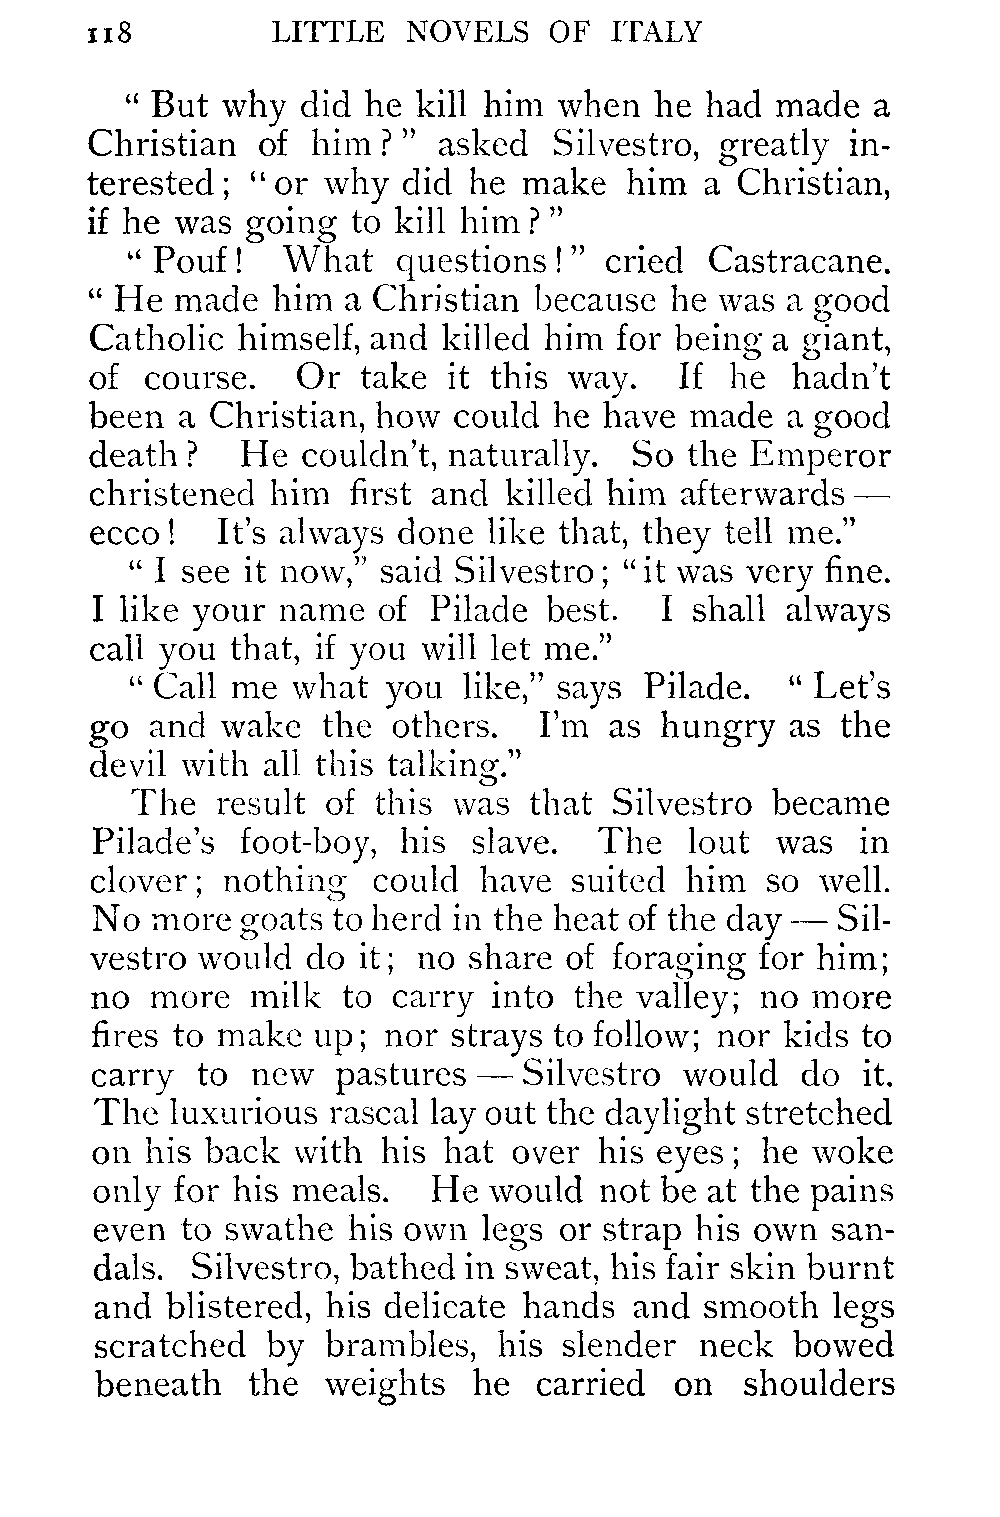 118 LITTLE NOVELS OF ITALY
“ But why did he kill him when he had made a
Christian of him ? ” asked Silvestro, greatly in-
terested ; “ or why did he make him a Christian,
if he was going to kill him ? ”
“ Pouf ! What questions ! ” cried Castracane.
“ He made him a Christian because he was a good
Catholic himself, and killed him for being a giant,
of course. Or take it this way. If he hadn't
been a Christian, how could he have made a good
death ? He couldn't, naturally. So the Emperor
christened him first and killed him afterwards —
ecco ! It's always done like that, they tell me.”
“ I see it now,” said Silvestro ; “ it was very fine.
I like your name of Pilade best. I shall always
call you that, if you will let me.”
“ Call me what you like,” says Pilade. “ Let's
go and wake the others. I'm as hungry as the
devil with all this talking.”
The result of this was that Silvestro became
Pilade's foot-boy, his slave. The lout was in
clover ; nothing could have suited him so well.
No more goats to herd in the heat of the day — Sil-
vestro would do it ; no share of foraging for him;
no more milk to carry into the valley; no more
fires to make up ; nor strays to follow; nor kids to
carry to new pastures — Silvestro would do it.
The luxurious rascal lay out the daylight stretched
on his back with his hat over his eyes ; he woke
only for his meals. He would not be at the pains
even to swathe his own legs or strap his own san-
dals. Silvestro, bathed in sweat, his fair skin burnt
and blistered, his delicate hands and smooth legs
scratched by brambles, his slender neck bowed
beneath the weights he carried on shoulders